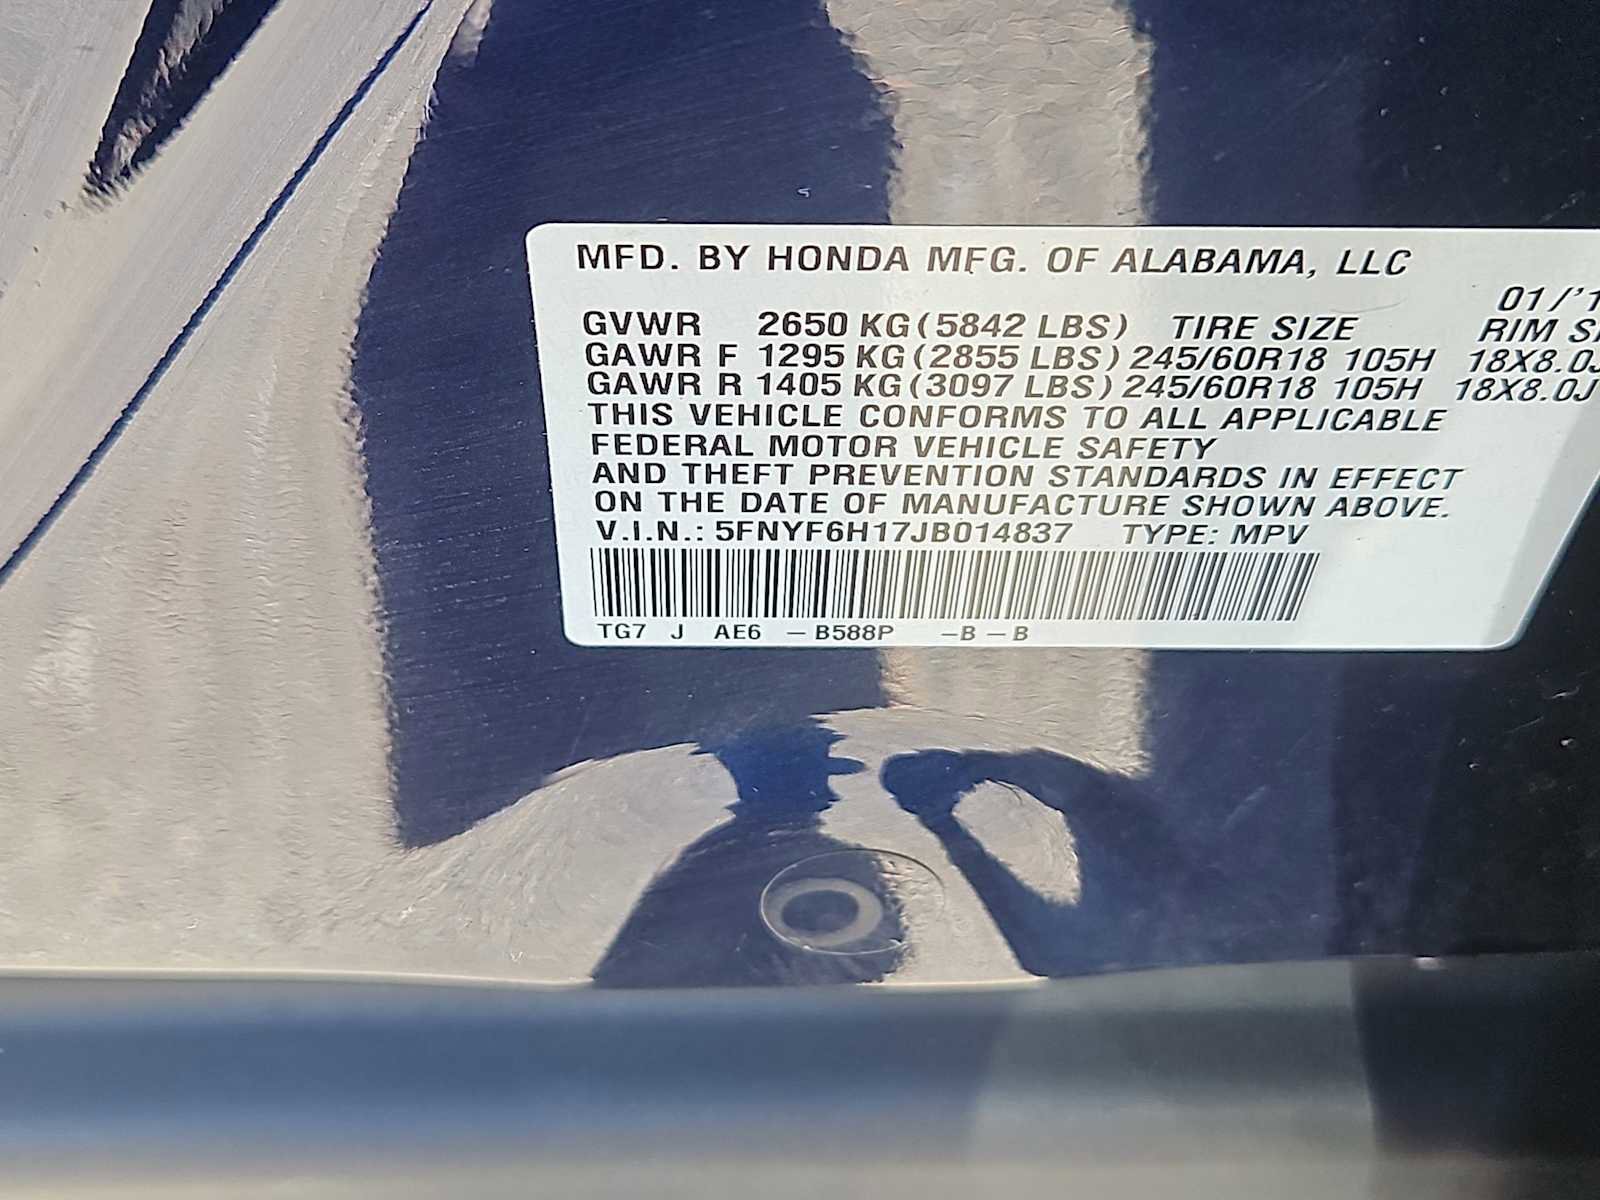 MFD. BY HONDA MFG. OF ALABAMA, LLC
01/'1
GVWR 2650 KG (5842 LBS) TIRE SIZE RIM
GAWR F 1295 KG (2855 LBS) 245/60R18 105H 18X8.0J
GAWR R 1405 KG (3097 LBS) 245/60R18 105H 18X8.0J
THIS VEHICLE CONFORMS TO ALL APPLICABLE
FEDERAL MOTOR VEHICLE SAFETY
AND THEFT PREVENTION STANDARDS IN EFFECT
ON THE DATE OF MANUFACTURE SHOWN ABOVE.
V.I.N.: 5FNYF6H17JB014837 TYPE: MPV
TG7 J AE6 – B588P – B – B